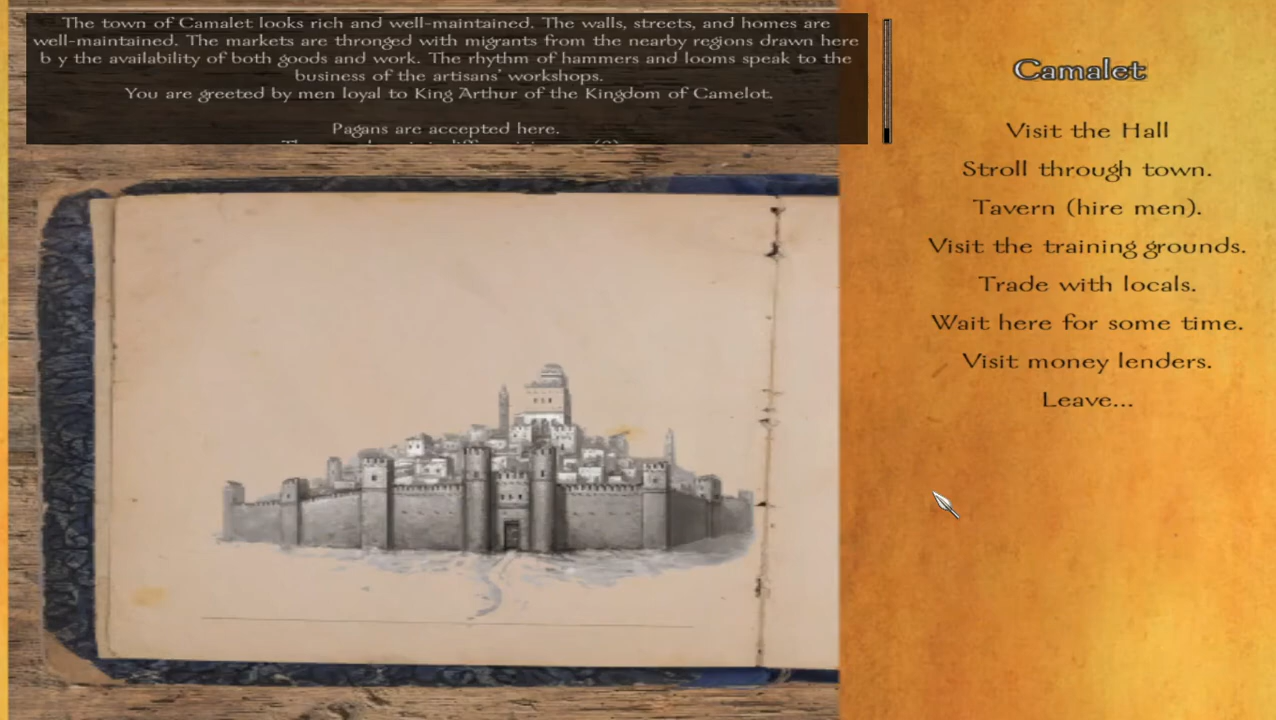 The town of Camalet looks rich and well-maintained. The walls, streets, and homes are
well-maintained. The markets are thronged with migrants from the nearby regions drawn here
b y the availability of both goods and work. The rhythm of hammers and looms speak to the
business of the artisans' workshops.
You are greeted by men loyal to King Arthur of the Kingdom of Camelot.
Pagans are accepted here.
Camalet
Visit the Hall
Stroll through town.
Tavern (hire men).
Visit the training grounds.
Trade with locals.
Wait here for some time.
Visit money lenders.
Leave...